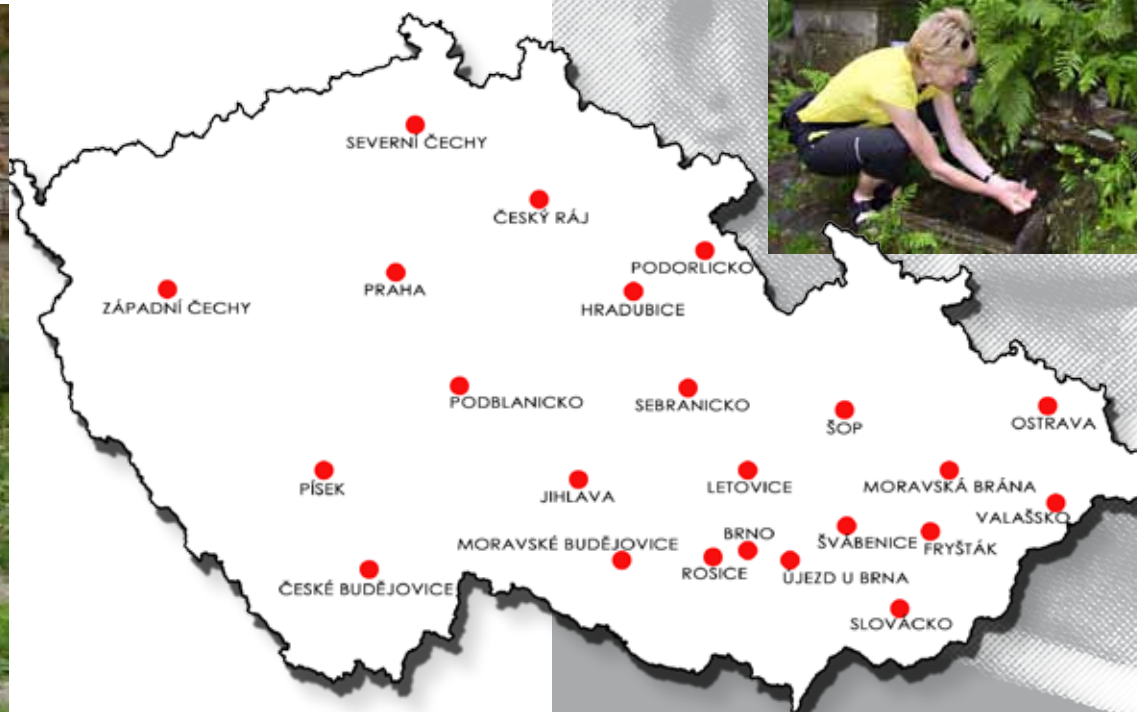 SEVERNÍ ČECHY
ČESKÝ RÁJ
PODORLICKO
PRAHA
ZÁPADNÍ ČECHY
HRADUBICE
PODBLANICKO
SEBRANICKO
ŠOP
OSTRAVA
PÍSEK
JIHLAVA
LETOVICE
MORAVSKÁ BRÁNA
VALAŠSKO
MORAVSKÉ BUDĚJOVICE
BRNO
ŠVÁBENICE
FRYŠTÁK
ROSICE
ÚJEZD U BRNA
ČESKÉ BUDĚJOVICE
SLOVÁCKO